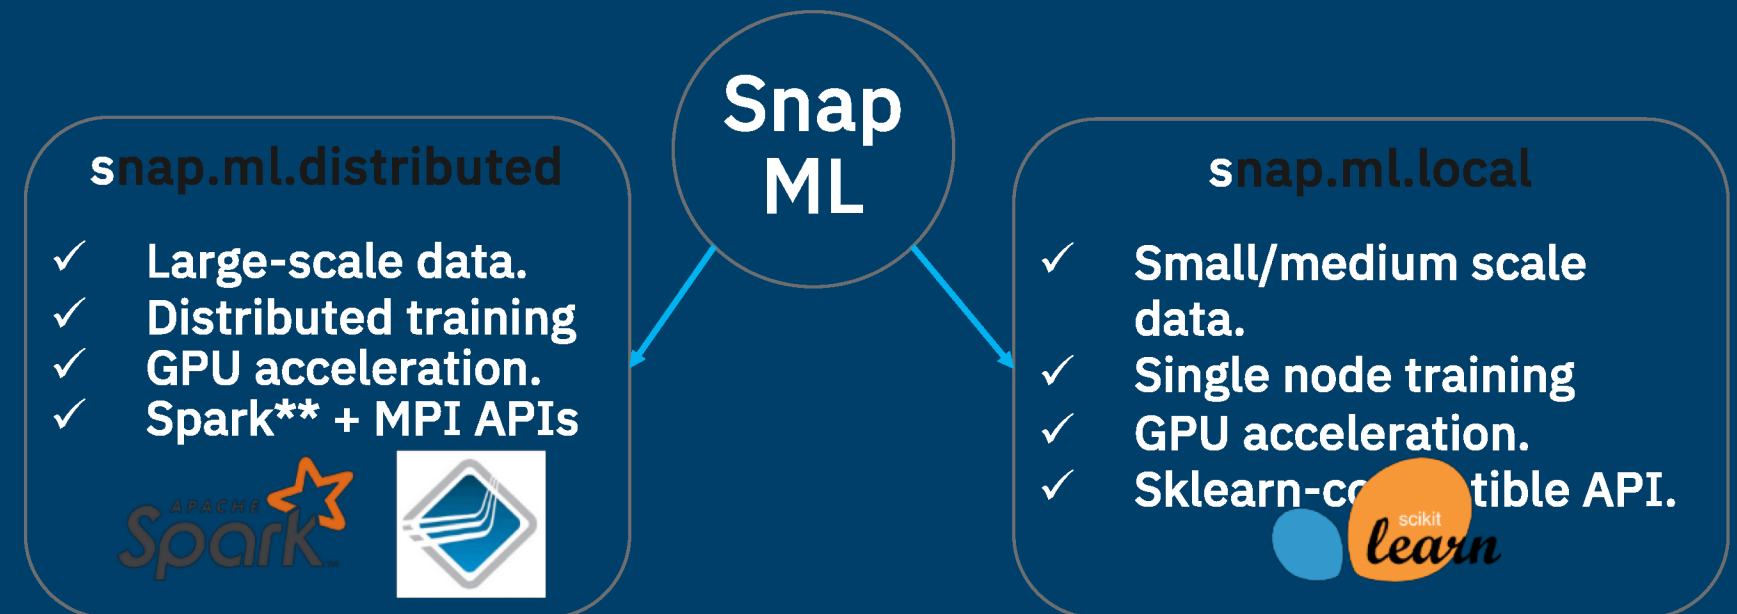 Snap
ML
snap.ml.distributed
✓ Large-scale data.
✓ Distributed training
✓ GPU acceleration.
✓ Spark** + MPI APIs
APACHE
Spark™
snap.ml.local
✓ Small/medium scale
data.
✓ Single node training
✓ GPU acceleration.
✓ Sklearn-co tible API.
scikit
learn